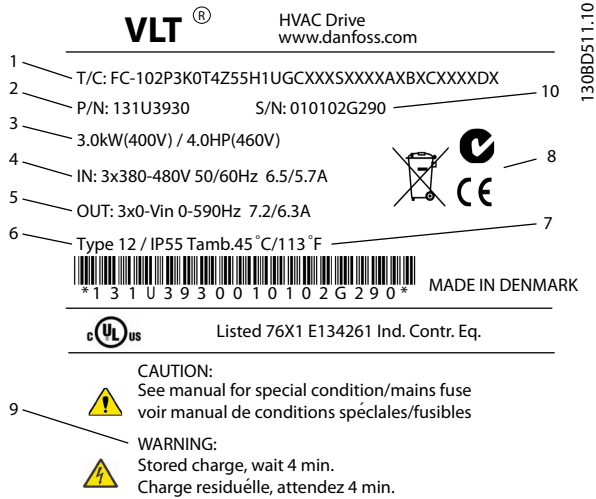 VLT ®
HVAC Drive
www.danfoss.com
130BD511.10
1
T/C: FC-102P3K0T4Z55H1UGCXXXSXXXXAXBXCXXXXDX
2
P/N: 131U3930 S/N: 010102G290
10
3
3.0kW(400V) / 4.0HP(460V)
4
IN: 3x380-480V 50/60Hz 6.5/5.7A
8
CE
5
OUT: 3x0-Vin 0-590Hz 7.2/6.3A
6
Type 12 / IP55 Tamb.45˚C/113˚F
7
*131U3930010102G290*
MADE IN DENMARK
c UL us
Listed 76X1 E134261 Ind. Contr. Eq.
CAUTION:
See manual for special condition/mains fuse
voir manual de conditions spéclales/fusibles
9
WARNING:
Stored charge, wait 4 min.
Charge residuélle, attendez 4 min.